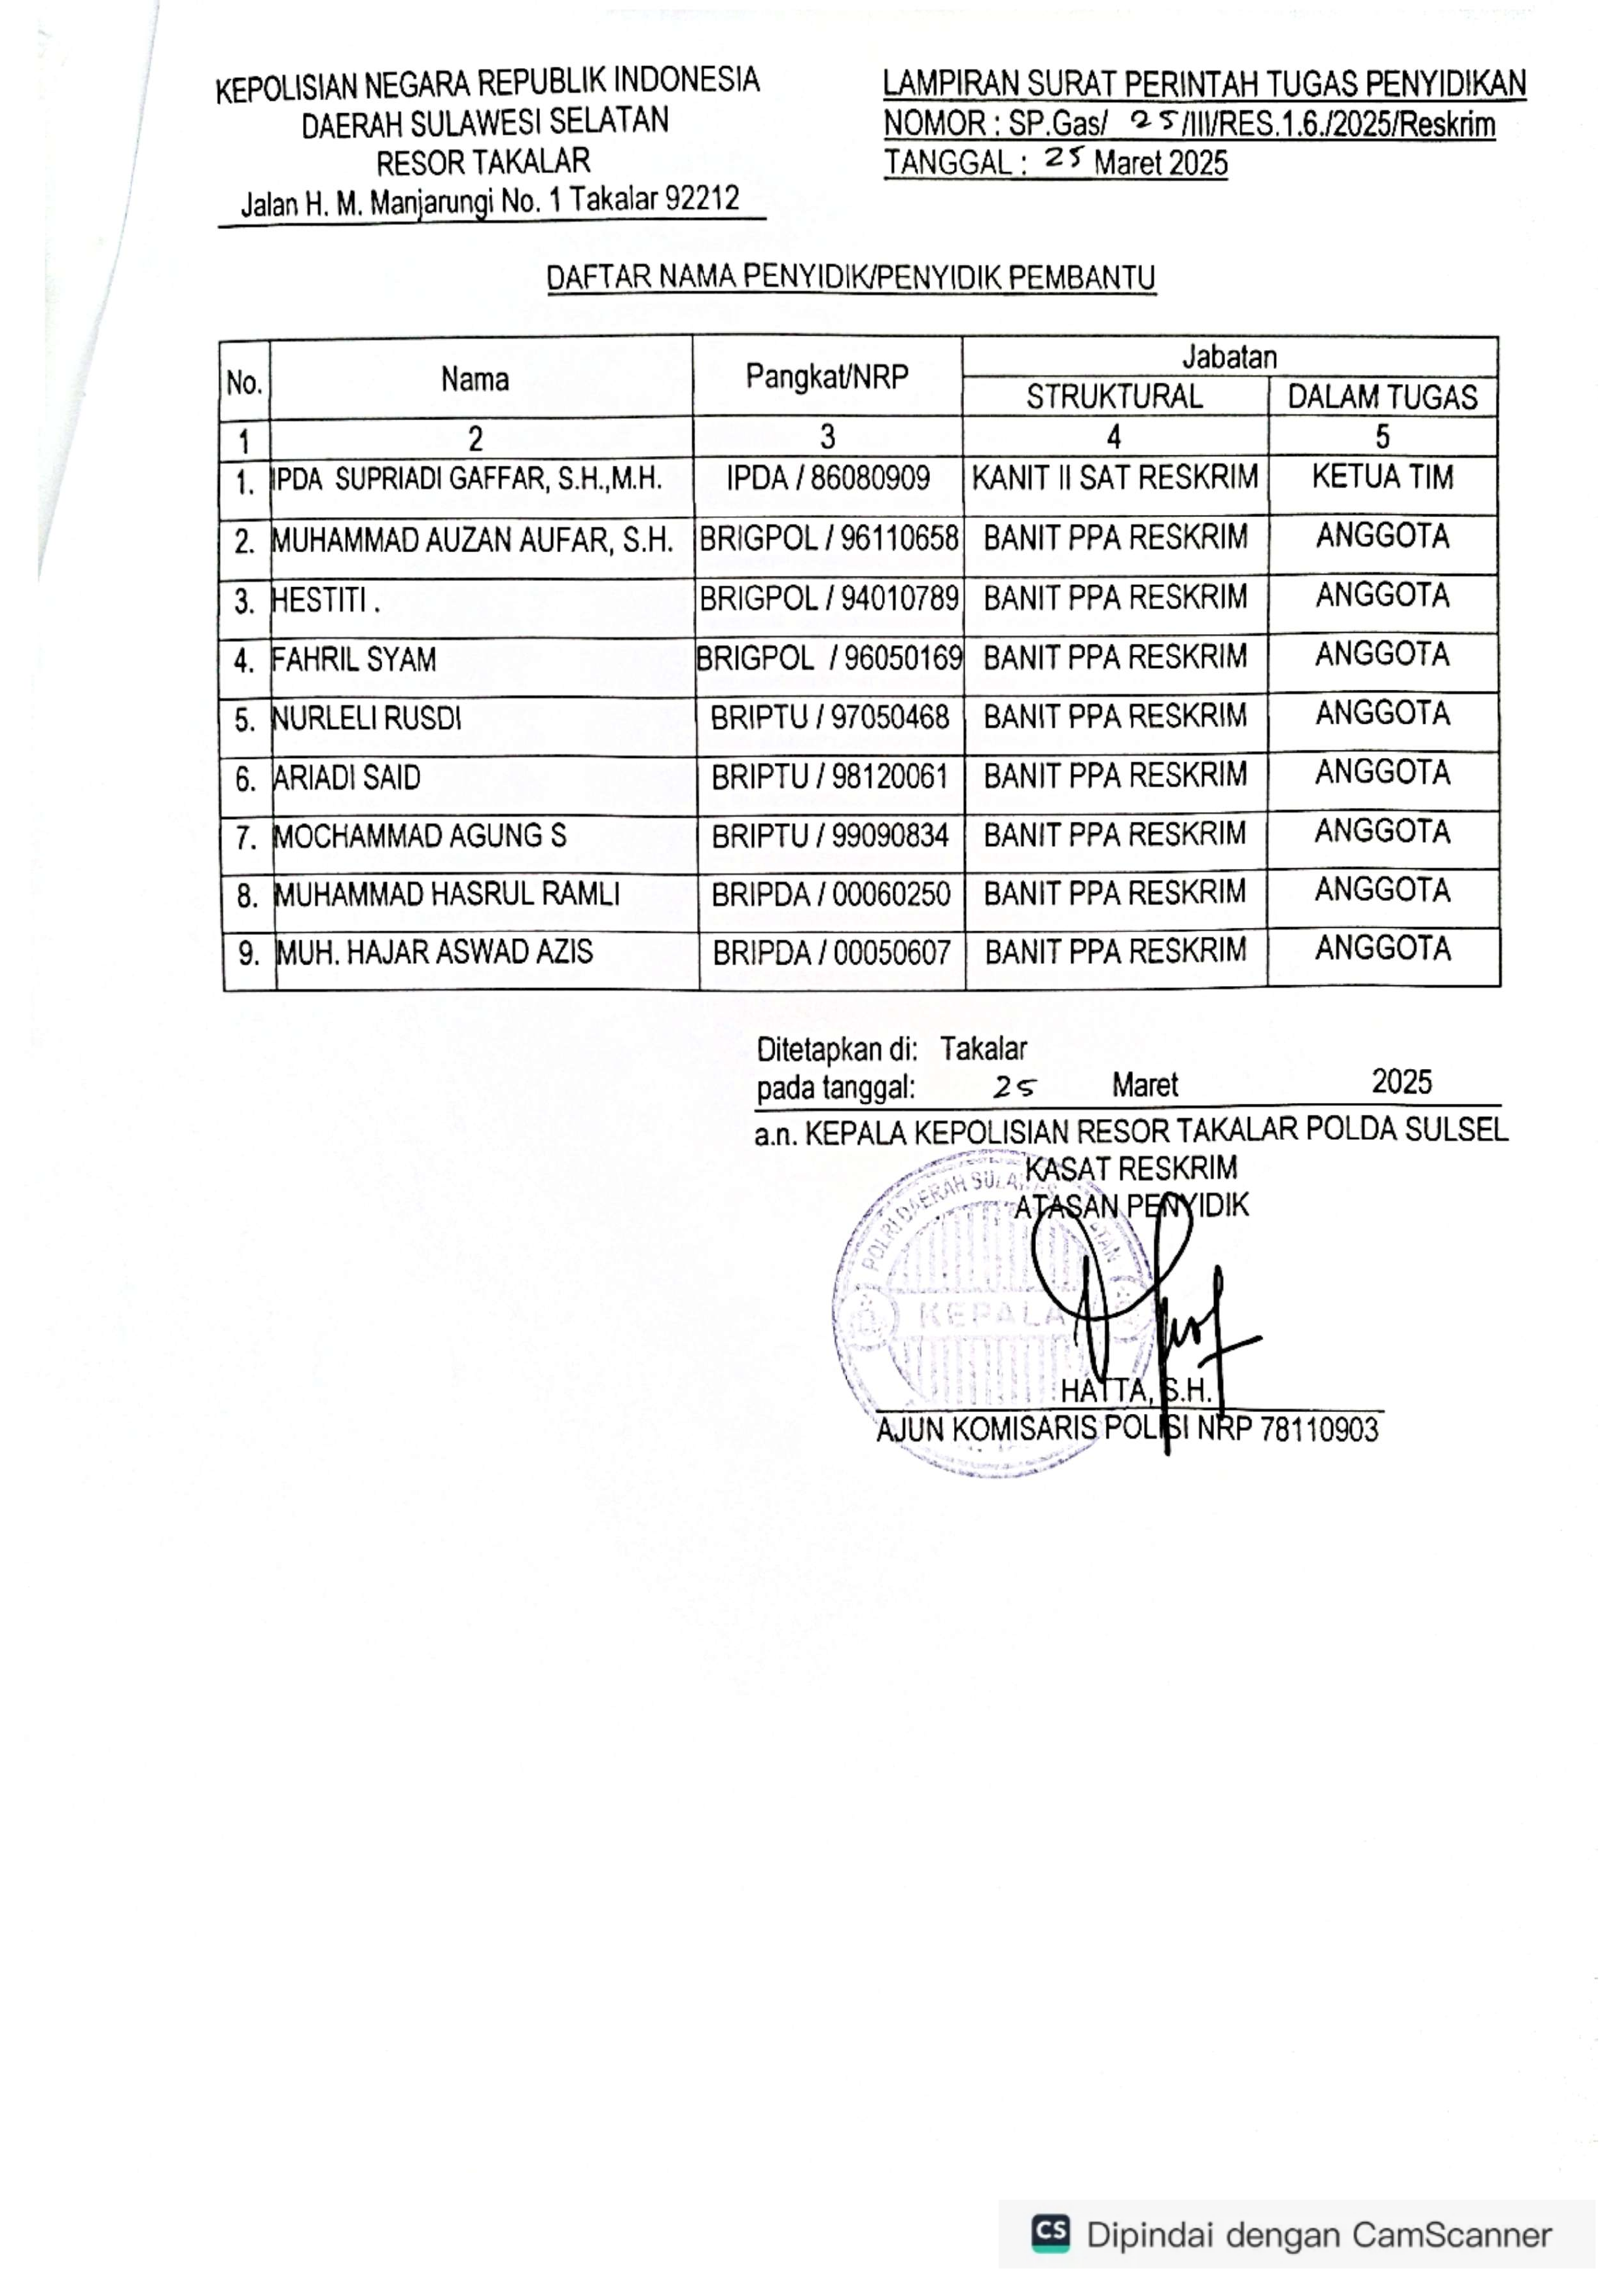 KEPOLISIAN NEGARA REPUBLIK INDONESIA
DAERAH SULAWESI SELATAN
RESOR TAKALAR
Jalan H. M. Manjarungi No. 1 Takalar 92212
LAMPIRAN SURAT PERINTAH TUGAS PENYIDIKAN
NOMOR : SP.Gas/ 25/III/RES.1.6./2025/Reskrim
TANGGAL : 25 Maret 2025
DAFTAR NAMA PENYIDIK/PENYIDIK PEMBANTU
No. Nama Pangkat/NRP Jabatan
STRUKTURAL DALAM TUGAS
1 2 3 4 5
1. IPDA SUPRIADI GAFFAR, S.H.,M.H. IPDA / 86080909 KANIT II SAT RESKRIM KETUA TIM
2. MUHAMMAD AUZAN AUFAR, S.H. BRIGPOL / 96110658 BANIT PPA RESKRIM ANGGOTA
3. HESTITI . BRIGPOL / 94010789 BANIT PPA RESKRIM ANGGOTA
4. FAHRIL SYAM BRIGPOL / 96050169 BANIT PPA RESKRIM ANGGOTA
5. NURLELI RUSDI BRIPTU / 97050468 BANIT PPA RESKRIM ANGGOTA
6. ARIADI SAID BRIPTU / 98120061 BANIT PPA RESKRIM ANGGOTA
7. MOCHAMMAD AGUNG S BRIPTU / 99090834 BANIT PPA RESKRIM ANGGOTA
8. MUHAMMAD HASRUL RAMLI BRIPDA / 00060250 BANIT PPA RESKRIM ANGGOTA
9. MUH. HAJAR ASWAD AZIS BRIPDA / 00050607 BANIT PPA RESKRIM ANGGOTA
Ditetapkan di: Takalar
pada tanggal: 25 Maret 2025
a.n. KEPALA KEPOLISIAN RESOR TAKALAR POLDA SULSEL
KASAT RESKRIM
ATASAN PENYIDIK
POLRI DAERAH
KEPALA
HATTA, S.H.
AJUN KOMISARIS POLISI NRP 78110903
CS Dipindai dengan CamScanner